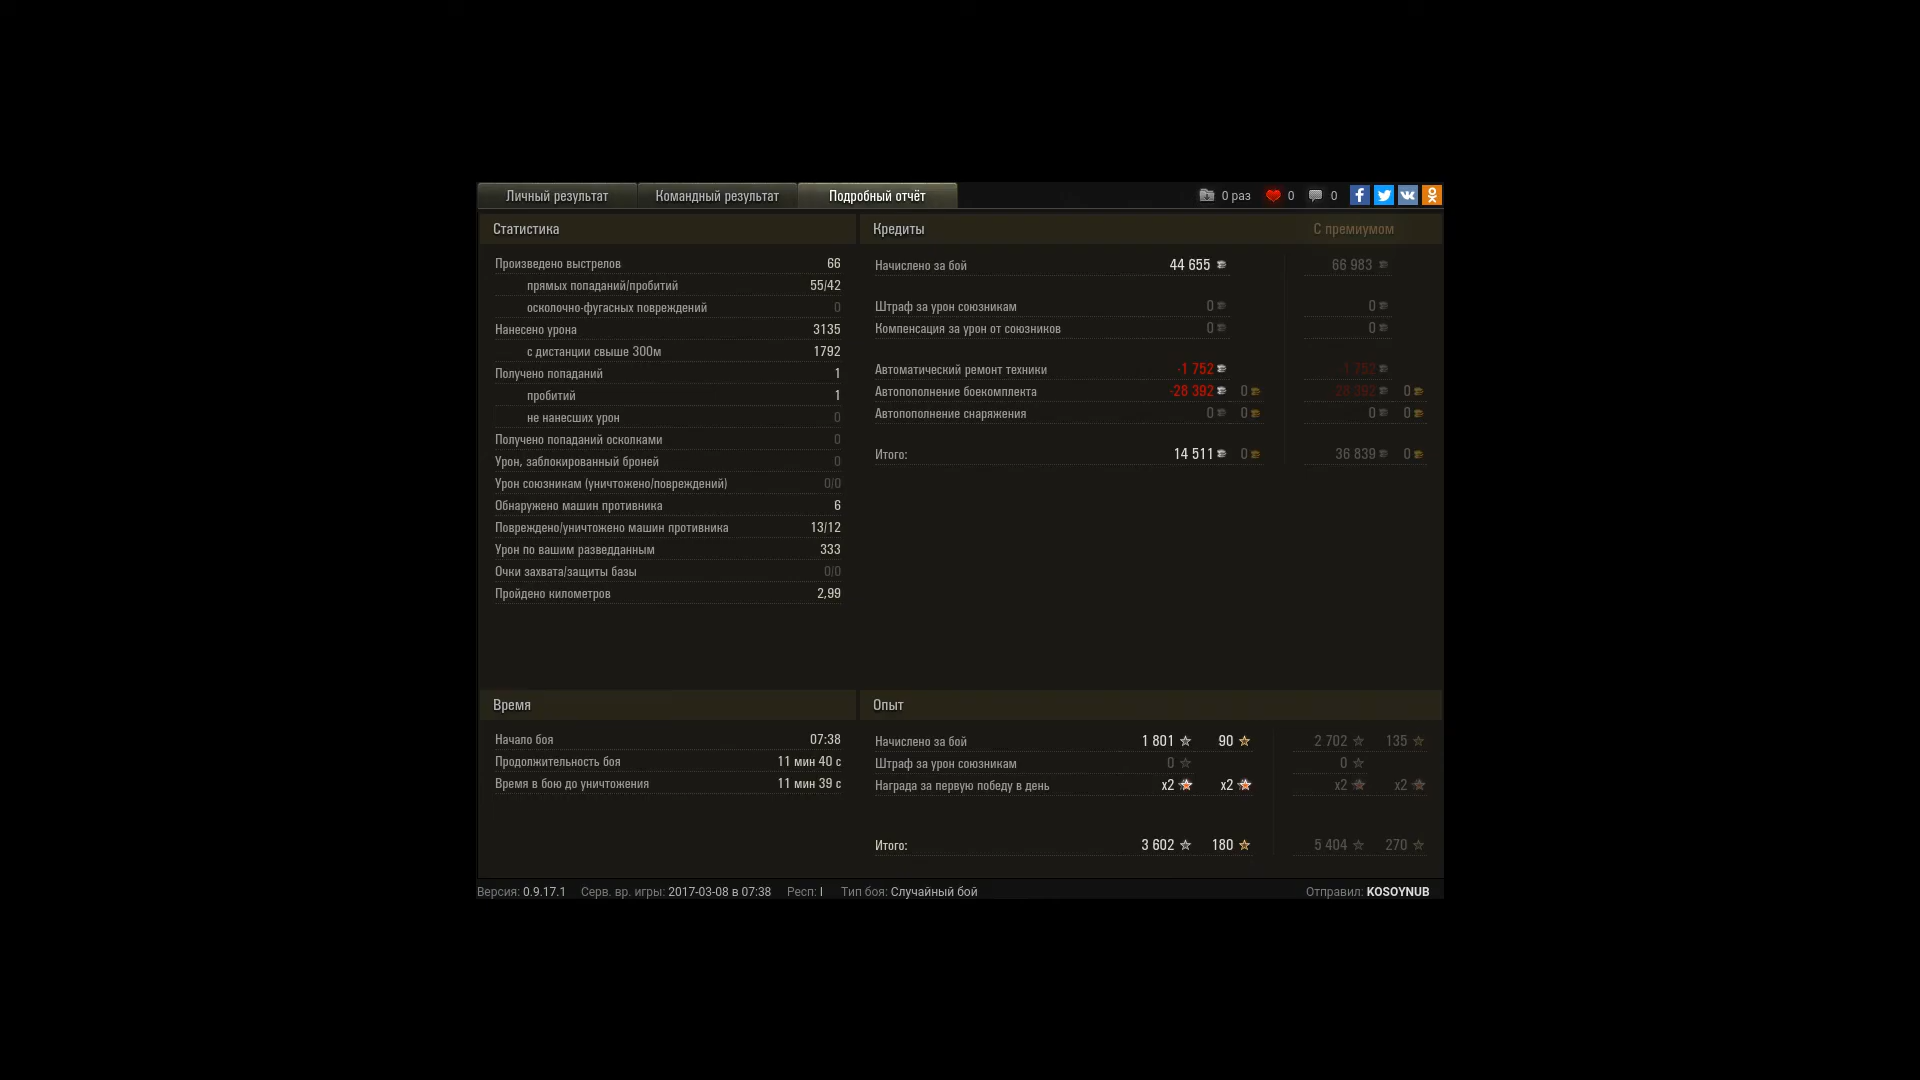 Личный результат Командный результат Подробный отчёт 0 раз 0 0
Статистика
Произведено выстрелов 66
прямых попаданий/пробитий 55/42
осколочно-фугасных повреждений 0
Нанесено урона 3135
с дистанции свыше 300м 1792
Получено попаданий 1
пробитий 1
не нанесших урон 0
Получено попаданий осколками 0
Урон, заблокированный броней 0
Урон союзникам (уничтожено/повреждений) 0/0
Обнаружено машин противника 6
Повреждено/уничтожено машин противника 13/12
Урон по вашим разведданным 333
Очки захвата/защиты базы 0/0
Пройдено километров 2,99
Кредиты С премиумом
Начислено за бой 44 655 66 983
Штраф за урон союзникам 0 0
Компенсация за урон от союзников 0 0
Автоматический ремонт техники -1 752 -1 752
Автопополнение боекомплекта -28 392 0 -28 392 0
Автопополнение снаряжения 0 0 0 0
Итого: 14 511 0 36 839 0
Время
Начало боя 07:38
Продолжительность боя 11 мин 40 с
Время в бою до уничтожения 11 мин 39 с
Опыт
Начислено за бой 1 801 90 2 702 135
Штраф за урон союзникам 0 0
Награда за первую победу в день x2 x2 x2 x2
Итого: 3 602 180 5 404 270
Версия: 0.9.17.1 Серв. вр. игры: 2017-03-08 в 07:38 Респ: I Тип боя: Случайный бой Отправил: KOSOYNUB